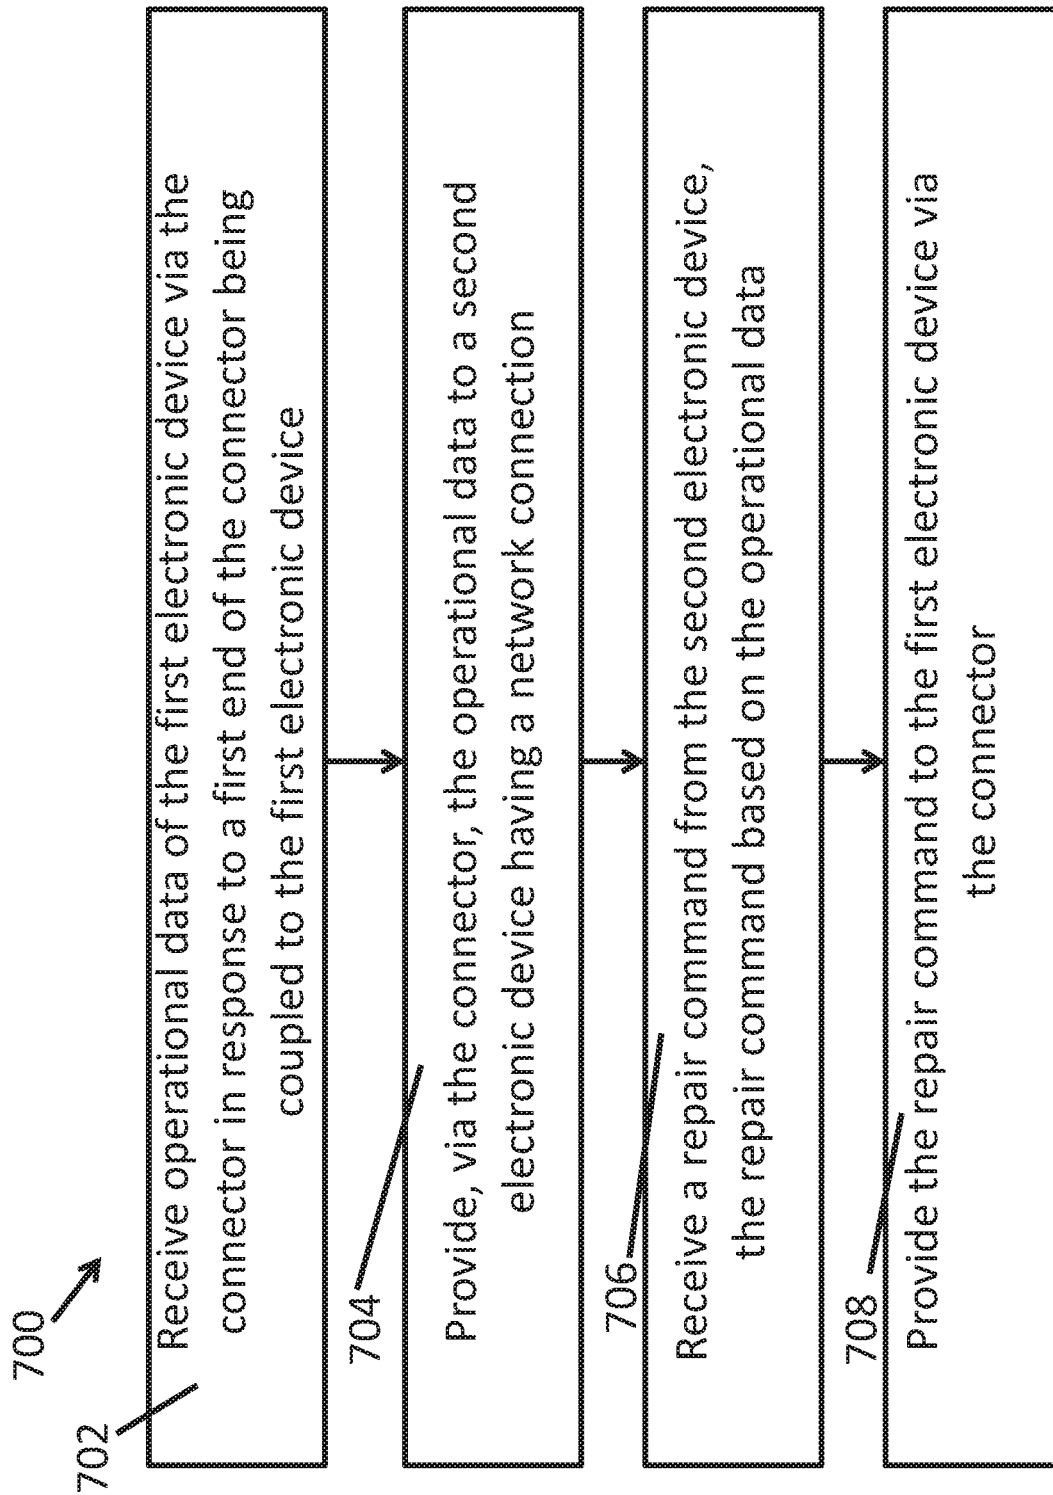 700
702
Receive operational data of the first electronic device via the
connector in response to a first end of the connector being
coupled to the first electronic device
704
Provide, via the connector, the operational data to a second
electronic device having a network connection
706
Receive a repair command from the second electronic device,
the repair command based on the operational data
708
Provide the repair command to the first electronic device via
the connector